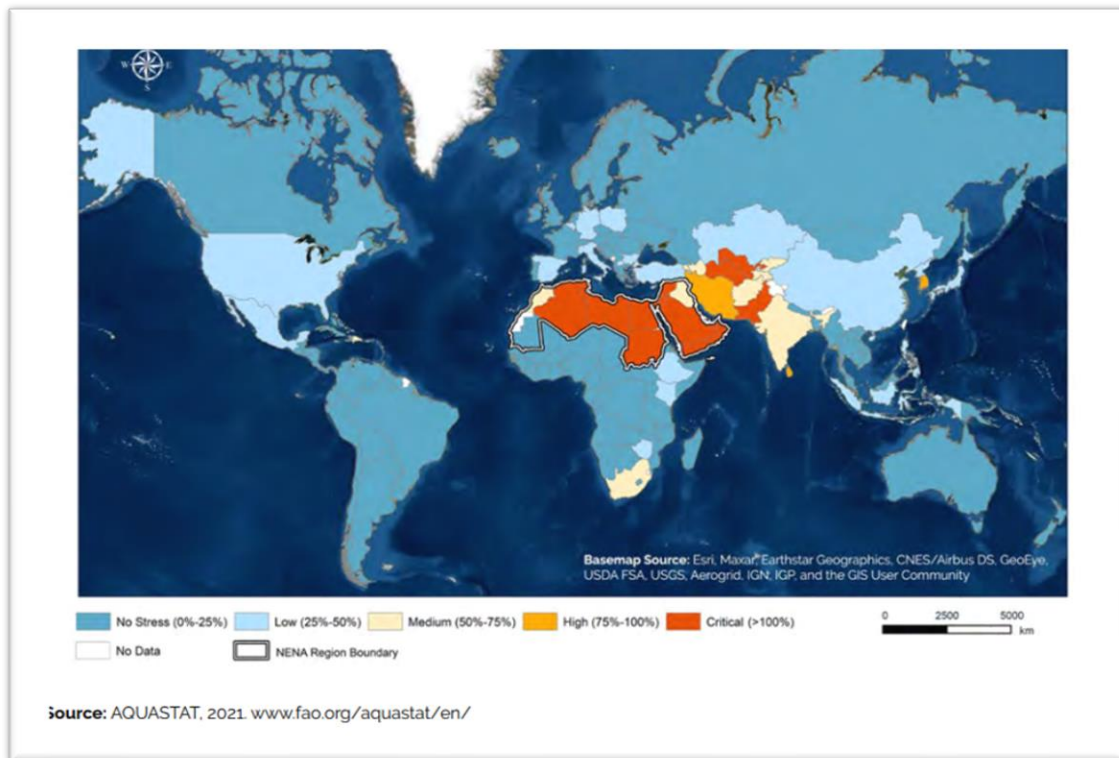 N
W E
S
Basemap Source: Esri, Maxar, Earthstar Geographics, CNES/Airbus DS, GeoEye,
USDA FSA, USGS, Aerogrid, IGN, IGP, and the GIS User Community
No Stress (0%-25%) Low (25%-50%) Medium (50%-75%) High (75%-100%) Critical (>100%)
0 2500 5000
km
No Data NENA Region Boundary
Source: AQUASTAT, 2021. www.fao.org/aquastat/en/